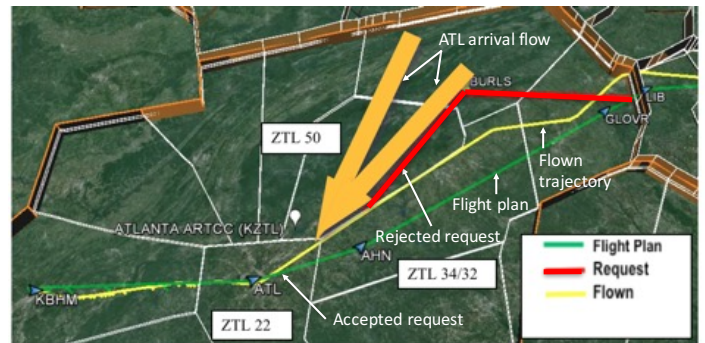 ATL arrival flow
BURLS
LIB
GLOVR
ZTL 50
Flown
trajectory
Flight plan
ATLANTA ARTCC (KZTL)
Rejected request
AHN
ZTL 34/32
Flight Plan
Request
Flown
KBHM
ATL
ZTL 22
Accepted request